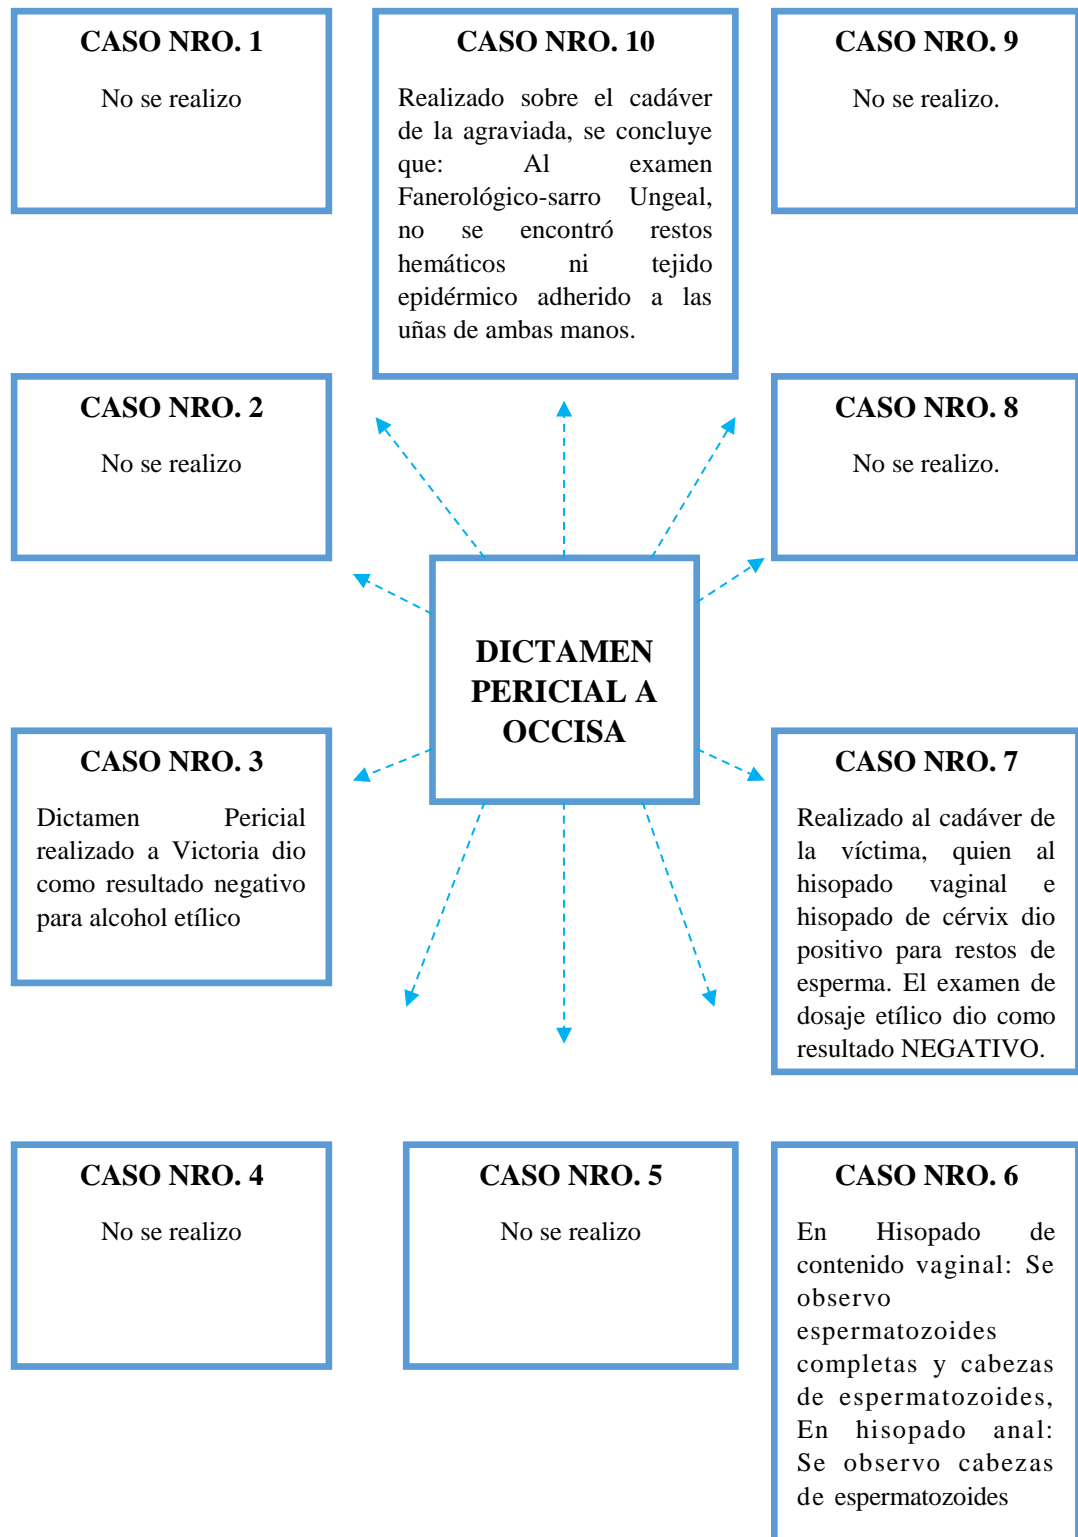 CASO NRO. 1
No se realizo
CASO NRO. 10
Realizado sobre el cadáver
de la agraviada, se concluye
que: Al examen
Fanerológico-sarro Ungeal,
no se encontró restos
hemáticos ni tejido
epidérmico adherido a las
uñas de ambas manos.
CASO NRO. 9
No se realizo.
CASO NRO. 2
No se realizo
CASO NRO. 8
No se realizo.
DICTAMEN
PERICIAL A
OCCISA
CASO NRO. 3
Dictamen Pericial
realizado a Victoria dio
como resultado negativo
para alcohol etílico
CASO NRO. 7
Realizado al cadáver de
la víctima, quien al
hisopado vaginal e
hisopado de cérvix dio
positivo para restos de
esperma. El examen de
dosaje etílico dio como
resultado NEGATIVO.
CASO NRO. 4
No se realizo
CASO NRO. 5
No se realizo
CASO NRO. 6
En Hisopado de
contenido vaginal: Se
observo
espermatozoides
completas y cabezas
de espermatozoides,
En hisopado anal:
Se observo cabezas
de espermatozoides